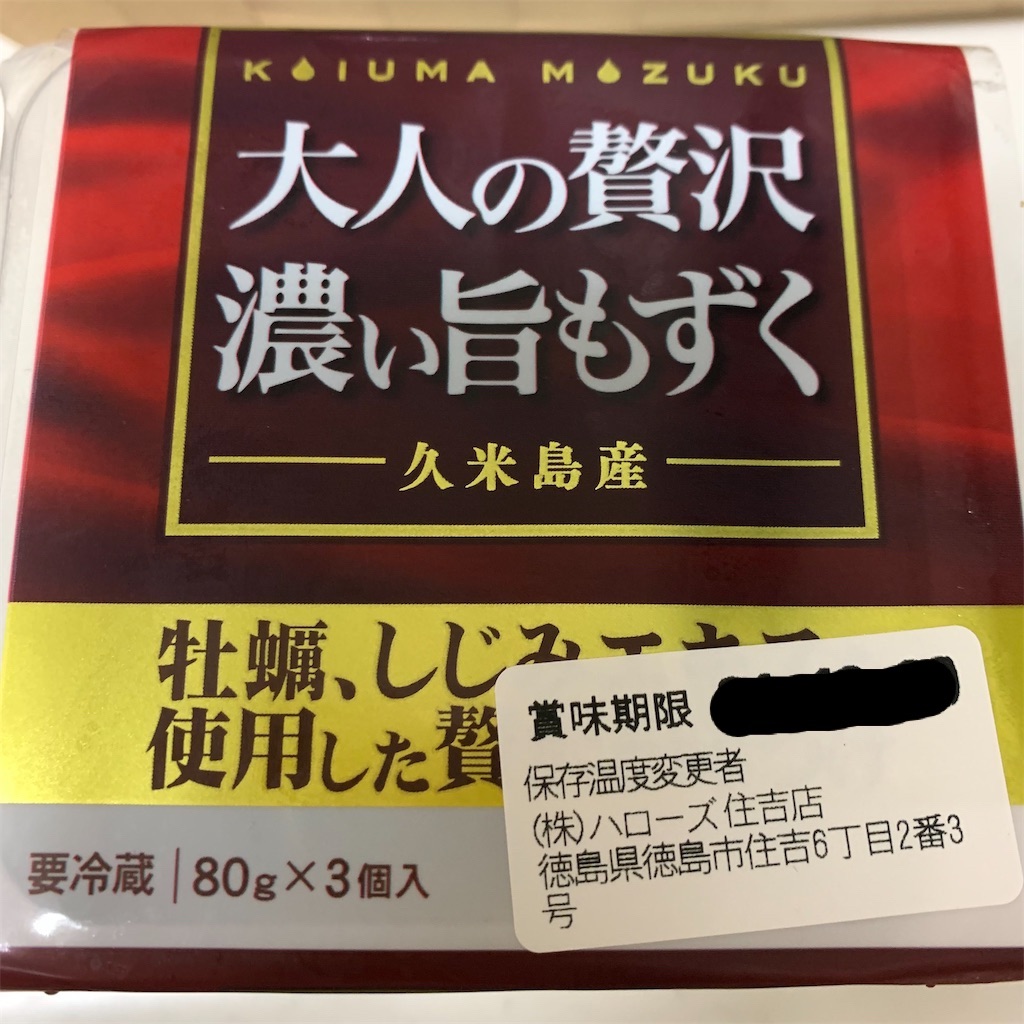 KOIUMA MOZUKU
大人の贅沢
濃い旨もずく
久米島産
牡蠣、しじみエキス
使用した贅
賞味期限
保存温度変更者
(株)ハローズ住吉店
徳島県徳島市住吉6丁目2番3
号
要冷蔵 80g×3個入